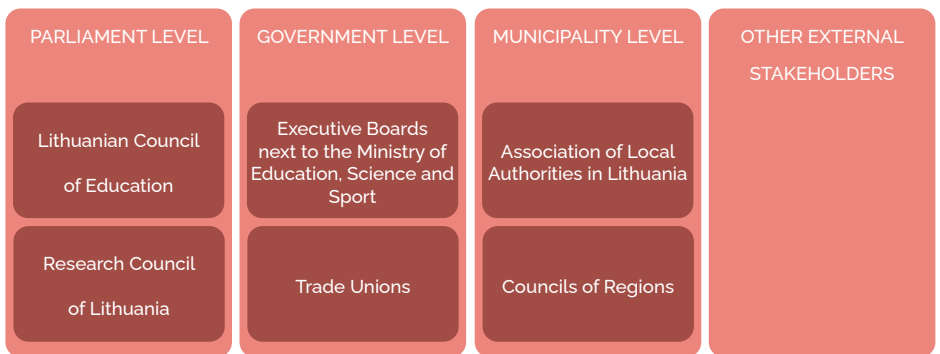 PARLIAMENT LEVEL
Lithuanian Council
of Education
Research Council
of Lithuania
GOVERNMENT LEVEL
Executive Boards
next to the Ministry of
Education, Science and
Sport
Trade Unions
MUNICIPALITY LEVEL
Association of Local
Authorities in Lithuania
Councils of Regions
OTHER EXTERNAL
STAKEHOLDERS